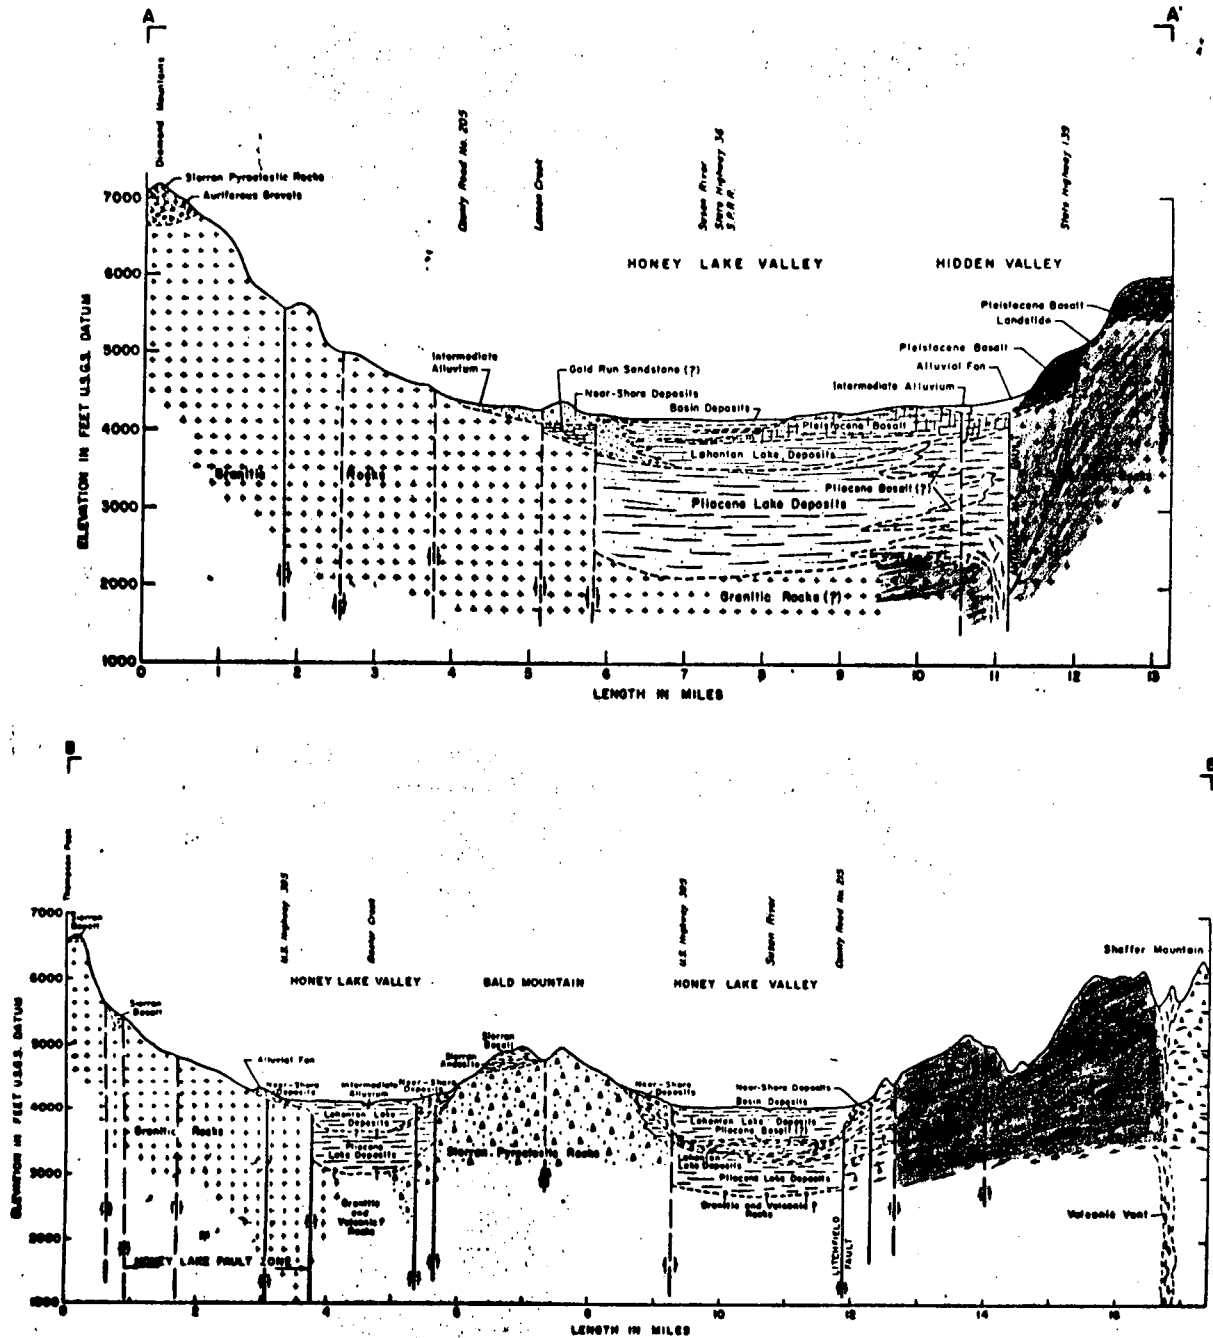 A
A'
Diamond Mountains
County Road No. 205
Lemon Creek
Susan River
State Highway 36
S.P.R.R.
State Highway 139
Sierran Pyroclastic Rocks
Auriferous Gravels
HONEY LAKE VALLEY
HIDDEN VALLEY
7000
6000
5000
4000
3000
2000
1000
ELEVATION IN FEET U.S.G.S. DATUM
Pleistocene Basalt
Landslide
Pleistocene Basalt
Alluvial Fan
Intermediate Alluvium
Intermediate
Alluvium
Gold Run Sandstone (?)
Near-Shore Deposits
Basin Deposits
Pleistocene Basalt
Lahontan Lake Deposits
Pliocene Basalt (?)
Pliocene Lake Deposits
Granitic Rocks
Granitic Rocks (?)
0 1 2 3 4 5 6 7 8 9 10 11 12 13
LENGTH IN MILES
B
Thompson Peak
U.S. Highway 395
Baxter Creek
U.S. Highway 395
Susan River
County Road No. 215
7000
6000
5000
4000
3000
2000
1000
ELEVATION IN FEET U.S.G.S. DATUM
Sierran
Basalt
Sierran
Basalt
HONEY LAKE VALLEY
BALD MOUNTAIN
HONEY LAKE VALLEY
Shaffer Mountain
Sierran
Basalt
Sierran
Andesite
Alluvial Fan
Near-Shore
Deposits
Intermediate
Alluvium
Near-Shore
Deposits
Near-Shore
Deposits
Near-Shore Deposits
Basin Deposits
Lahontan Lake
Deposits
Pliocene
Lake Deposits
Lahontan Lake Deposits
Pliocene Basalt
Lahontan
Lake Deposits
Pliocene Lake Deposits
Granitic Rocks
Sierran Pyroclastic Rocks
Granitic
and
Volcanic?
Rocks
Granitic and Volcanic?
Rocks
HONEY LAKE FAULT ZONE
LITCHFIELD
FAULT
Volcanic Vent
0 2 4 6 8 10 12 14 16
LENGTH IN MILES